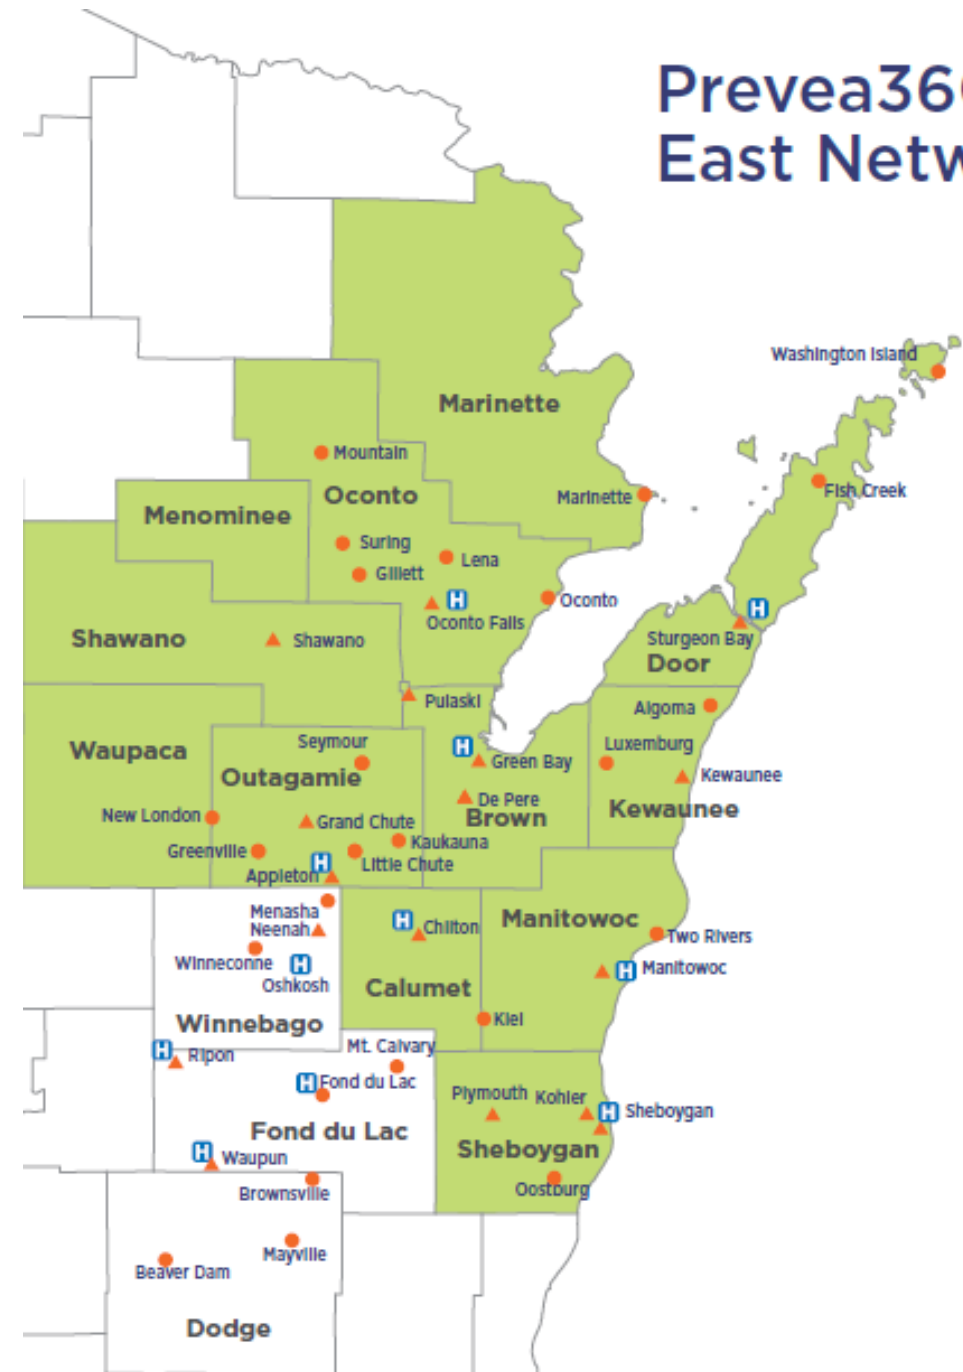 Prevea36
East Netw
Washington Island
Marinette
Mountain
Oconto
Marinette
Fish Creek
Menominee
Suring
Lena
Gillett
Oconto
H
H
Oconto Falls
Shawano
Shawano
Sturgeon Bay
Door
Pulaski
Algoma
Waupaca
Seymour
H
Luxemburg
Outagamie
Green Bay
Kewaunee
De Pere
New London
Grand Chute
Brown
Kewaunee
Kaukauna
Greenville
H
Little Chute
Appleton
Menasha
H
Chilton
Manitowoc
Neenah
Two Rivers
Winneconne
H
H
Manitowoc
Oshkosh
Calumet
Winnebago
Kiel
H
Ripon
Mt. Calvary
H
Fond du Lac
Plymouth
Kohler
H
Sheboygan
Fond du Lac
Sheboygan
H
Waupun
Brownsville
Oostburg
Mayville
Beaver Dam
Dodge